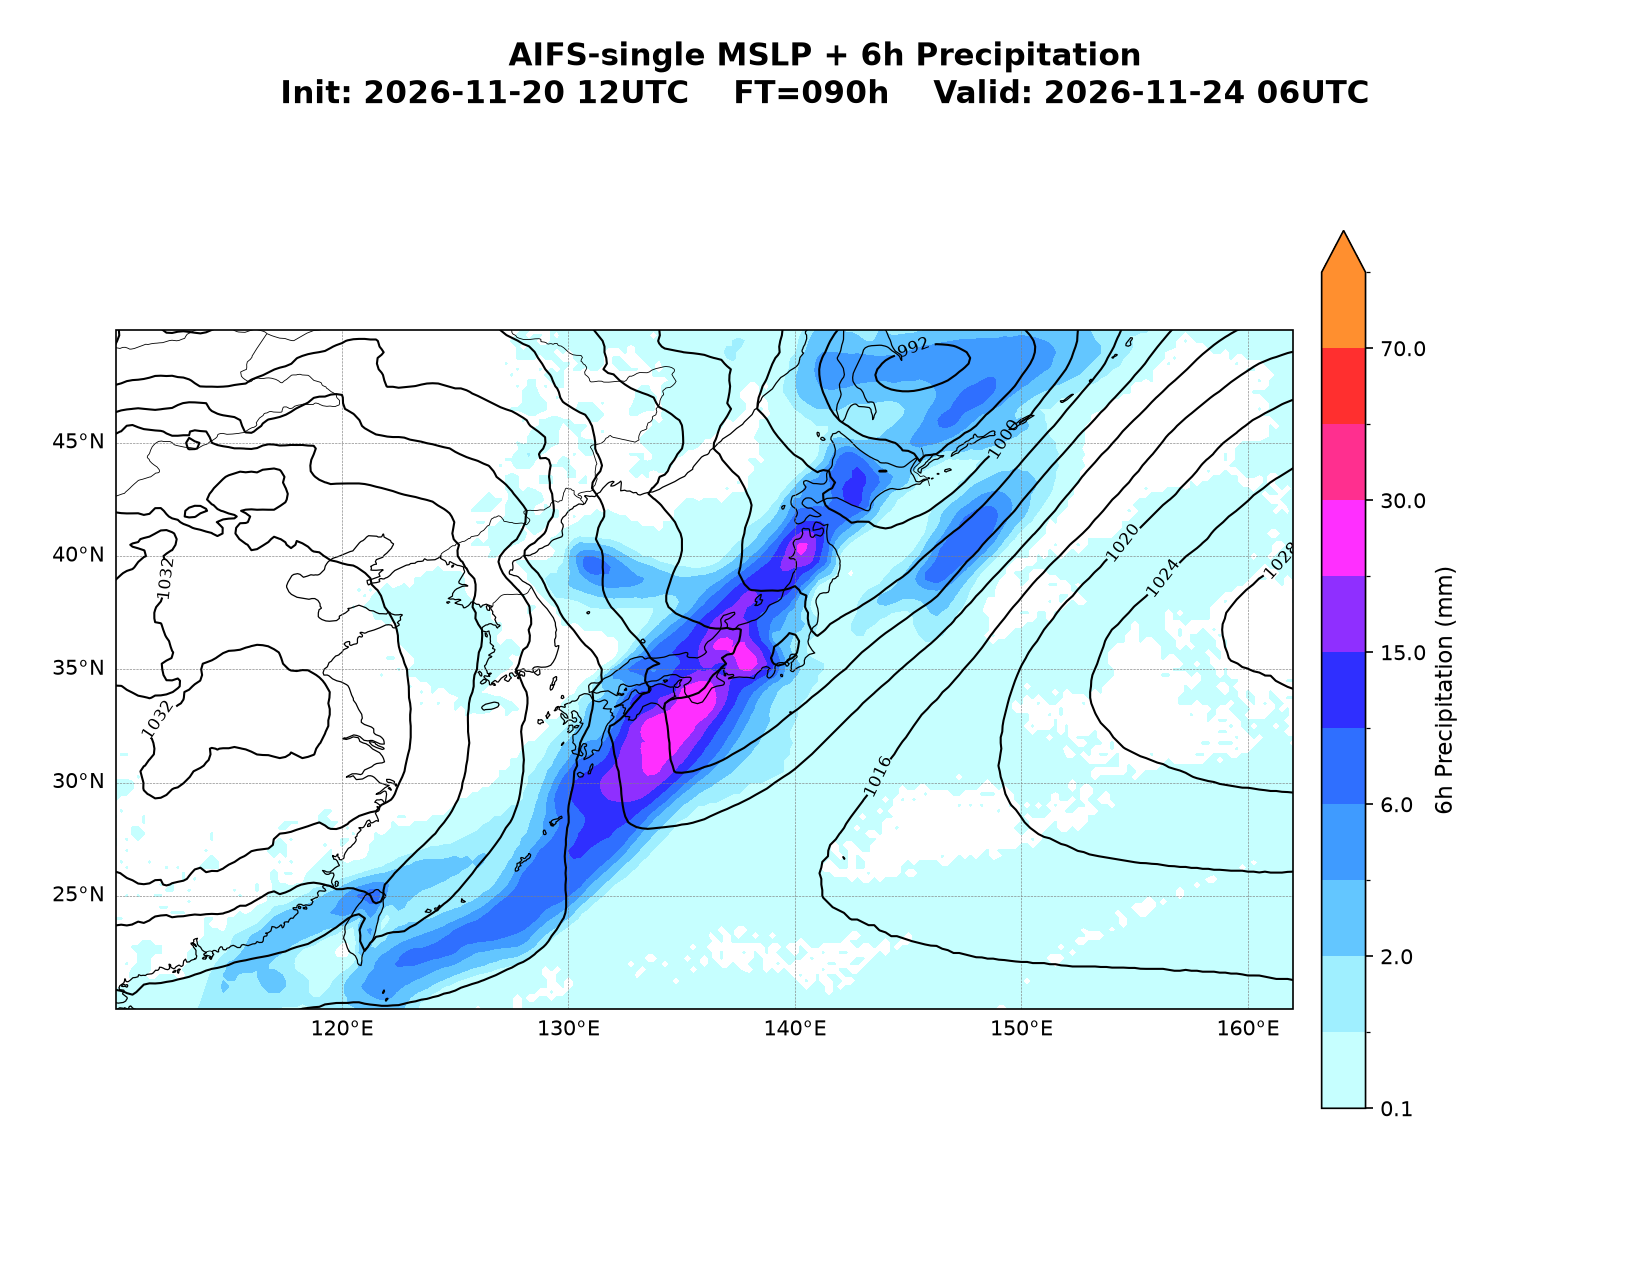 AIFS-single MSLP + 6h Precipitation
Init: 2026-11-20 12UTC    FT=090h    Valid: 2026-11-24 06UTC
992
1000
1020
1024
1028
1032
1032
1016
45°N
40°N
35°N
30°N
25°N
120°E
130°E
140°E
150°E
160°E
70.0
30.0
15.0
6.0
2.0
0.1
6h Precipitation (mm)